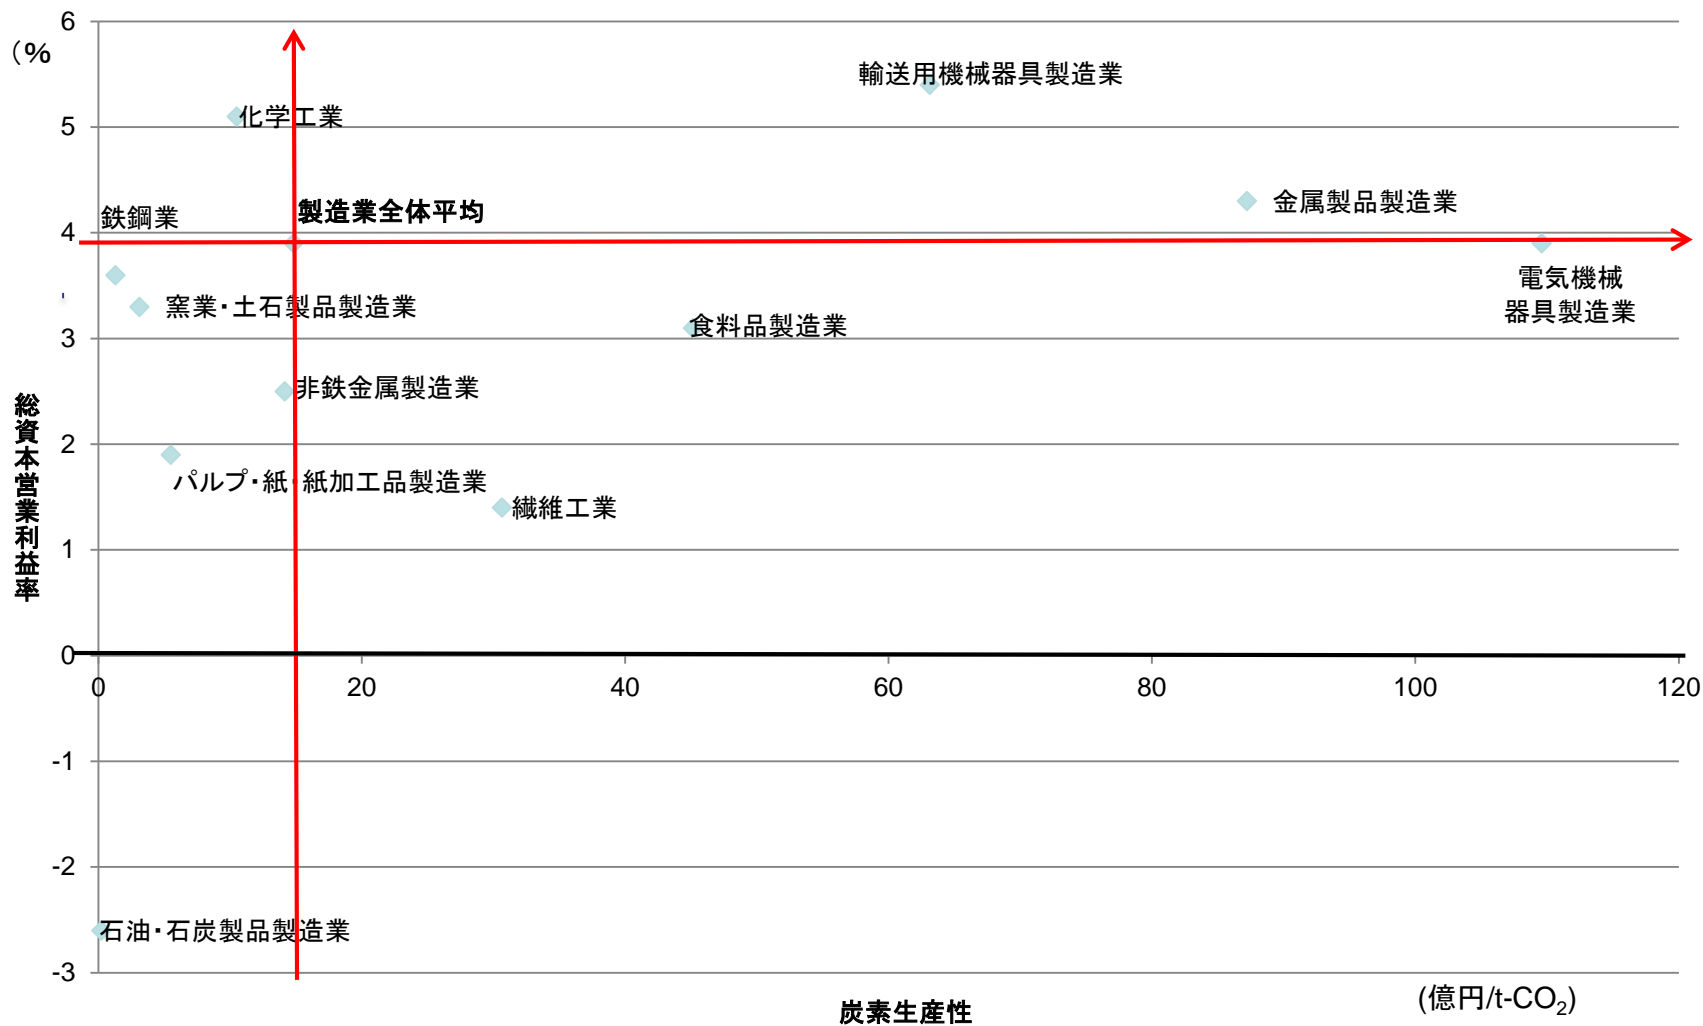 6
（%
輸送用機械器具製造業
化学工業
5
金属製品製造業
鉄鋼業
製造業全体平均
4
電気機械
器具製造業
窯業・土石製品製造業
食料品製造業
3
非鉄金属製造業
総資本営業利益率
2
パルプ・紙・紙加工品製造業
繊維工業
1
0
0 20 40 60 80 100 120
-1
-2
石油・石炭製品製造業
-3
(億円/t-CO₂)
炭素生産性